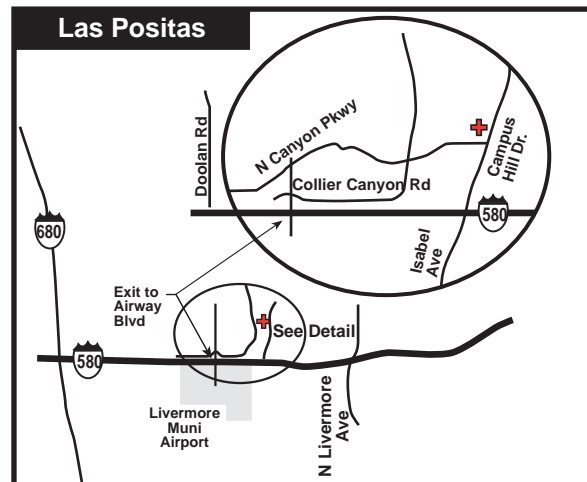 Las Positas
Doolan Rd
N Canyon Pkwy
Collier Canyon Rd
Campus
Hill Dr.
580
Isabel
Ave
680
Exit to
Airway
Blvd
See Detail
580
Livermore
Muni
Airport
N Livermore
Ave